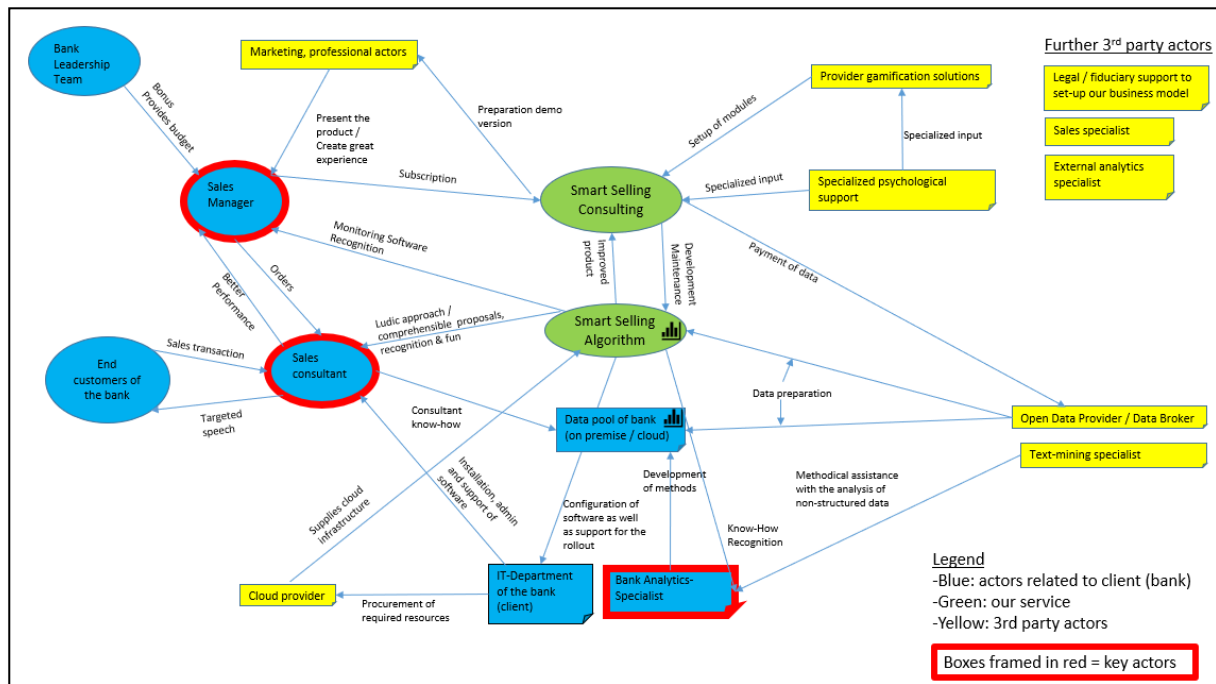 Bank
Leadership
Team
Marketing, professional actors
Further 3rd party actors
Provider gamification solutions
Legal / fiduciary support to
set-up our business model
Sales specialist
External analytics
specialist
Bonus
Provides budget
Present the
product /
Create great
experience
Preparation demo
version
Setup of modules
Specialized input
Sales
Manager
Subscription
Smart Selling
Consulting
Specialized input
Specialized psychological
support
Monitoring Software
Recognition
Improved
product
Development
Maintenance
Payment of data
Orders
Better
Performance
Ludic approach /
comprehensible proposals,
recognition & fun
Smart Selling
Algorithm
End
customers of
the bank
Sales transaction
Sales
consultant
Targeted
speech
Consultant
know-how
Data pool of bank
(on premise / cloud)
Data preparation
Open Data Provider / Data Broker
Text-mining specialist
Installation, admin
and support of
software
Supplies cloud
Infrastructure
Development
of methods
Methodical assistance
with the analysis of
non-structured data
Configuration of
software as well
as support for the
rollout
Know-How
Recognition
Cloud provider
Procurement of
required resources
IT-Department
of the bank
(client)
Bank Analytics-
Specialist
Legend
-Blue: actors related to client (bank)
-Green: our service
-Yellow: 3rd party actors
Boxes framed in red = key actors